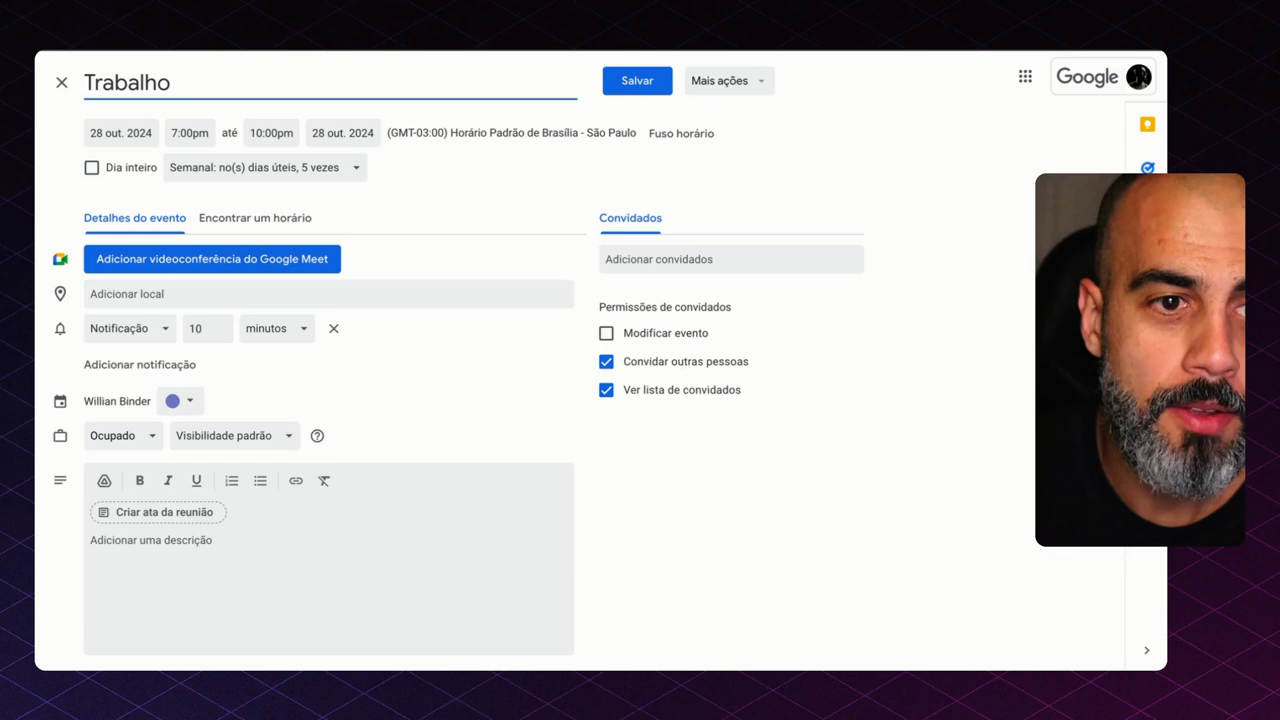 Trabalho
Salvar
Mais ações
Google
28 out. 2024 7:00pm até 10:00pm 28 out. 2024 (GMT-03:00) Horário Padrão de Brasília - São Paulo Fuso horário
Dia inteiro Semanal: no(s) dias úteis, 5 vezes
Detalhes do evento Encontrar um horário
Convidados
Adicionar videoconferência do Google Meet
Adicionar convidados
Adicionar local
Permissões de convidados
Notificação 10 minutos
Modificar evento
Adicionar notificação
Convidar outras pessoas
Ver lista de convidados
Willian Binder
Ocupado Visibilidade padrão
B I U
Criar ata da reunião
Adicionar uma descrição